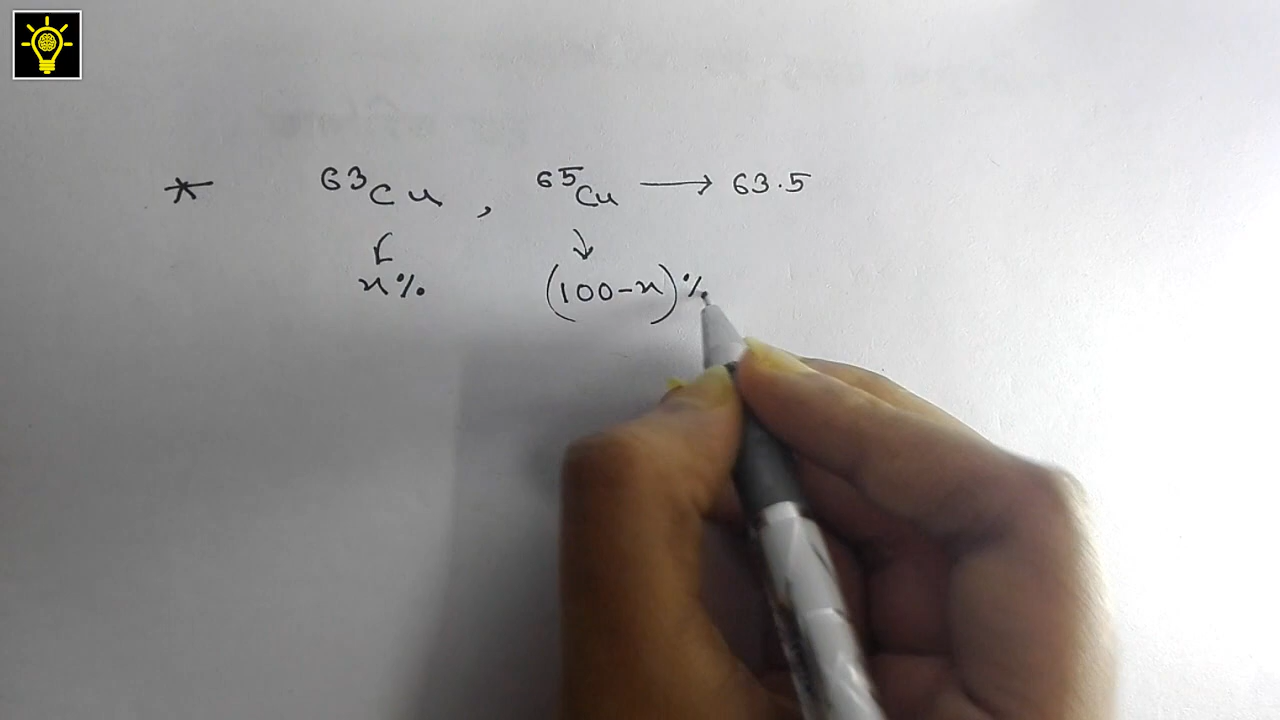 * ⁶³Cu , ⁶⁵Cu → 63.5
x% (100-x)%